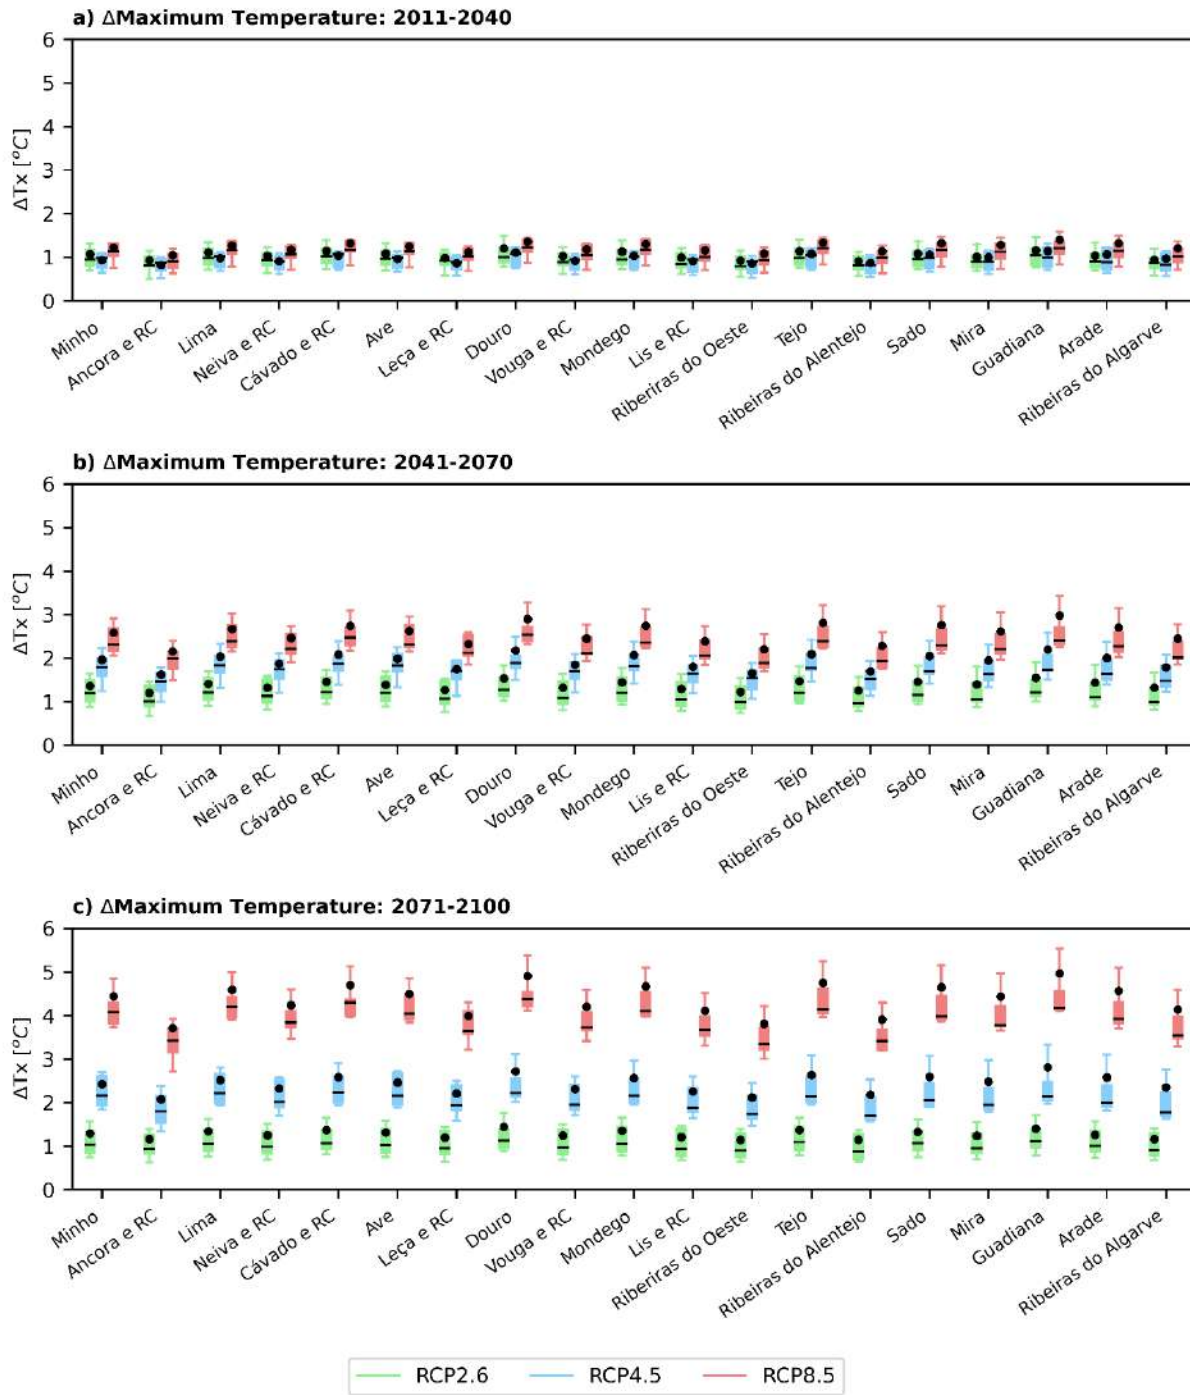 a) ΔMaximum Temperature: 2011-2040
6
5
4
3
2
1
0
ΔTx [°C]
Minho
Ancora e RC
Lima
Neiva e RC
Cávado e RC
Ave
Leça e RC
Douro
Vouga e RC
Mondego
Lis e RC
Riberiras do Oeste
Tejo
Ribeiras do Alentejo
Sado
Mira
Guadiana
Arade
Ribeiras do Algarve
b) ΔMaximum Temperature: 2041-2070
6
5
4
3
2
1
0
ΔTx [°C]
Minho
Ancora e RC
Lima
Neiva e RC
Cávado e RC
Ave
Leça e RC
Douro
Vouga e RC
Mondego
Lis e RC
Riberiras do Oeste
Tejo
Ribeiras do Alentejo
Sado
Mira
Guadiana
Arade
Ribeiras do Algarve
c) ΔMaximum Temperature: 2071-2100
6
5
4
3
2
1
0
ΔTx [°C]
Minho
Ancora e RC
Lima
Neiva e RC
Cávado e RC
Ave
Leça e RC
Douro
Vouga e RC
Mondego
Lis e RC
Riberiras do Oeste
Tejo
Ribeiras do Alentejo
Sado
Mira
Guadiana
Arade
Ribeiras do Algarve
RCP2.6 RCP4.5 RCP8.5